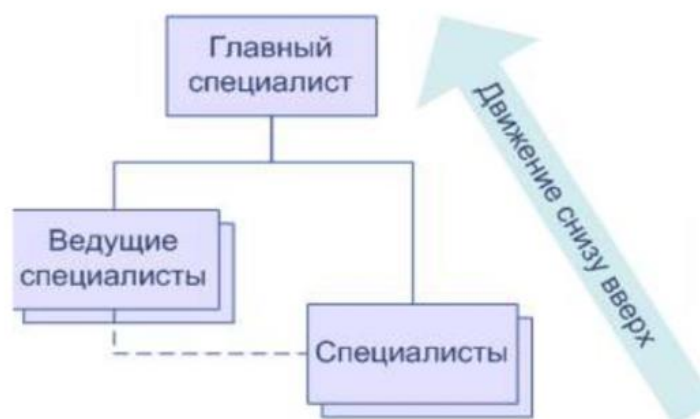 Главный
специалист
Движение снизу вверх
Ведущие
специалисты
Специалисты